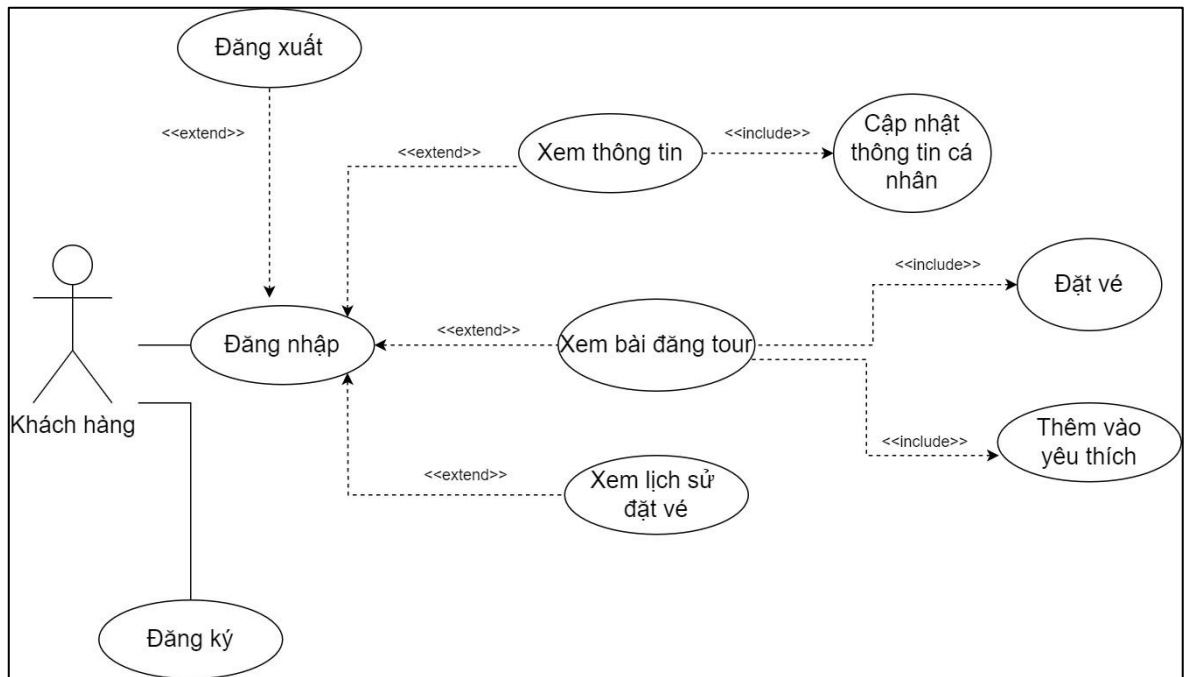 Đăng xuất
<<extend>>
<<extend>>
Xem thông tin
<<include>>
Cập nhật
thông tin cá
nhân
<<include>>
Đặt vé
Đăng nhập
<<extend>>
Xem bài đăng tour
Khách hàng
<<include>>
Thêm vào
yêu thích
<<extend>>
Xem lịch sử
đặt vé
Đăng ký